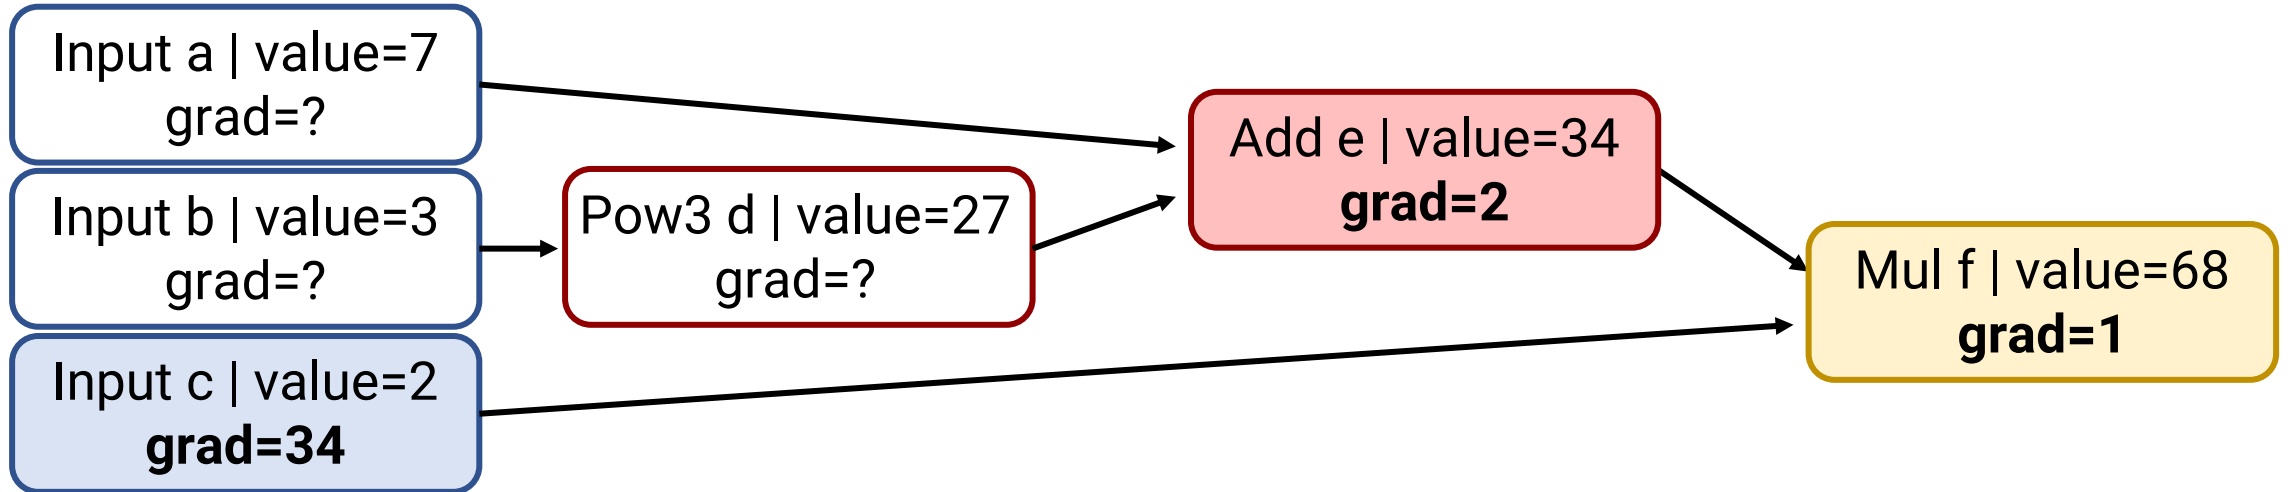 Input a | value=7
grad=?
Input b | value=3
grad=?
Input c | value=2
grad=34
Pow3 d | value=27
grad=?
Add e | value=34
grad=2
Mul f | value=68
grad=1